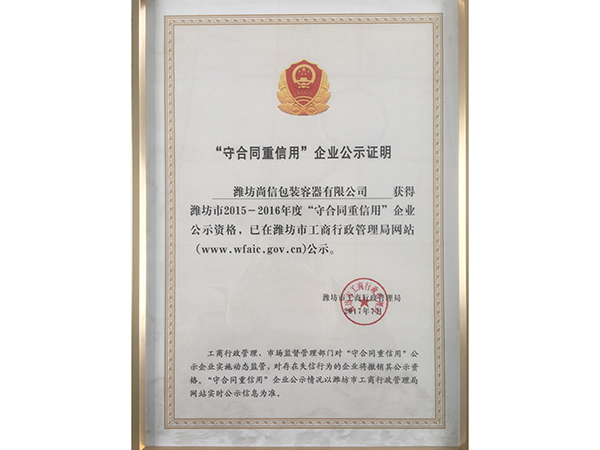 “守合同重信用”企业公示证明
潍坊尚信包装容器有限公司 获得
潍坊市2015－2016年度“守合同重信用”企业
公示资格，已在潍坊市工商行政管理局网站
(www.wfaic.gov.cn)公示。
潍坊市工商行政管理局
2017年7月
工商行政管理、市场监督管理部门对“守合同重信用”公
示企业实施动态监管，对存在失信行为的企业将撤销其公示资
格。“守合同重信用”企业公示情况以潍坊市工商行政管理局
网站实时公示信息为准。